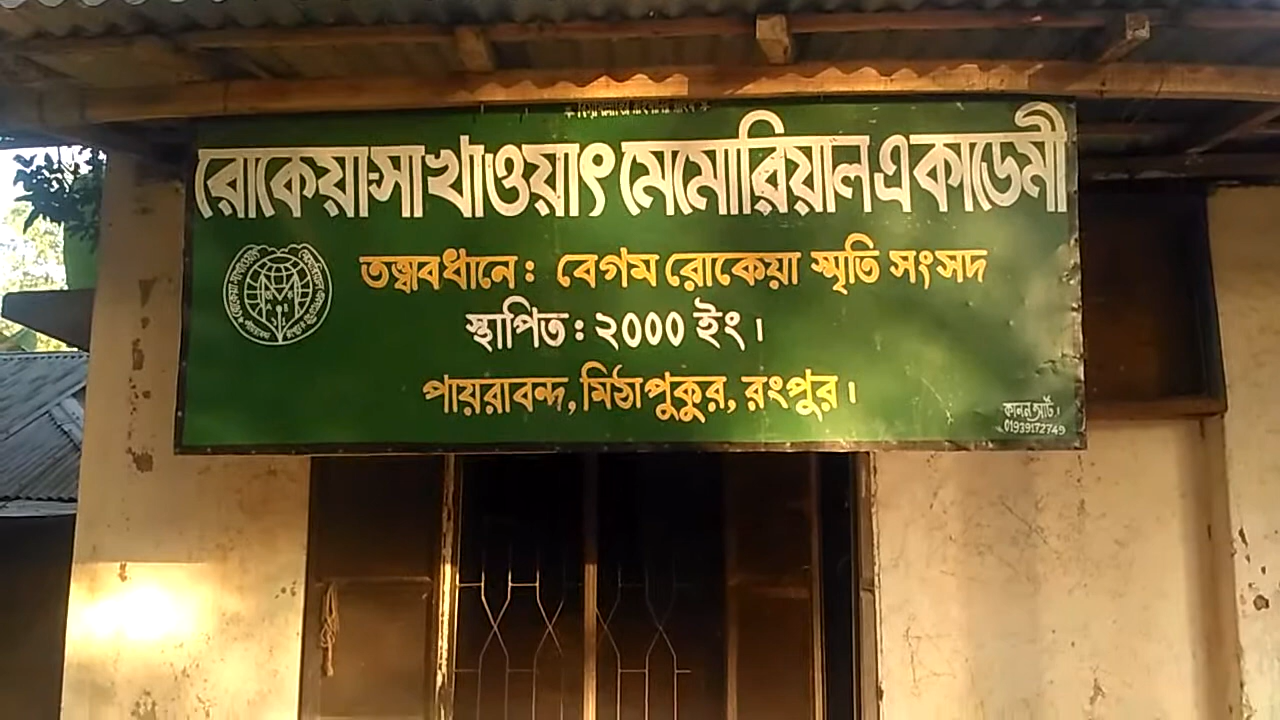 রোকেয়া-সাখাওয়াৎ মেমোরিয়াল একাডেমী
তত্ত্বাবধানে : বেগম রোকেয়া স্মৃতি সংসদ
স্থাপিত : ২০০০ ইং।
পায়রাবন্দ, মিঠাপুকুর, রংপুর।
কানন আর্ট।
01939172749